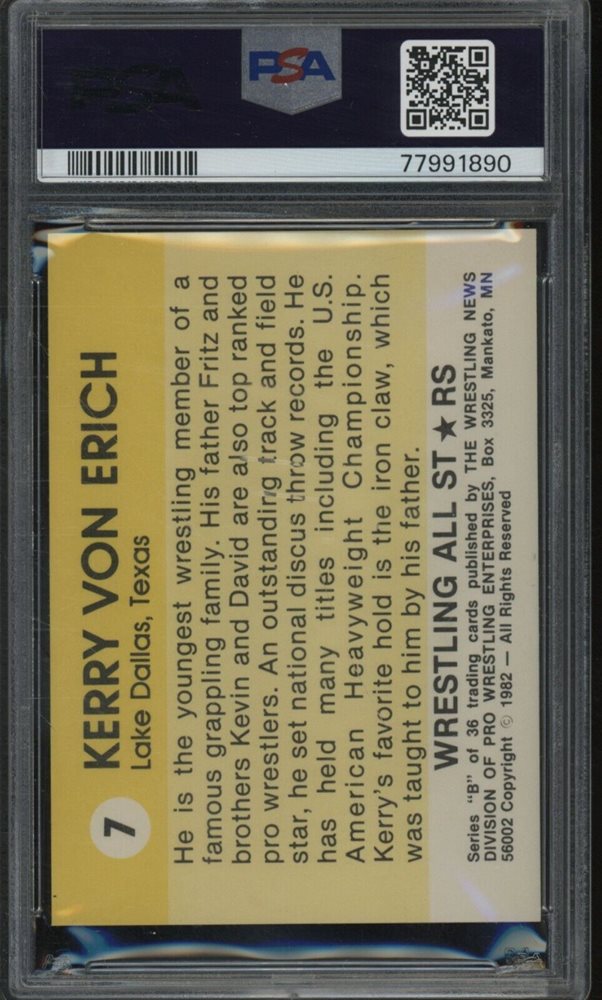 PSA
PSA
77991890
7
KERRY VON ERICH
Lake Dallas, Texas
He is the youngest wrestling member of a
famous grappling family. His father Fritz and
brothers Kevin and David are also top ranked
pro wrestlers. An outstanding track and field
star, he set national discus throw records. He
has held many titles including the U.S.
American Heavyweight Championship.
Kerry's favorite hold is the iron claw, which
was taught to him by his father.
WRESTLING ALL ST★RS
Series "B" of 36 trading cards published by THE WRESTLING NEWS
DIVISION OF PRO WRESTLING ENTERPRISES, Box 3325, Mankato, MN
56002 Copyright © 1982 — All Rights Reserved